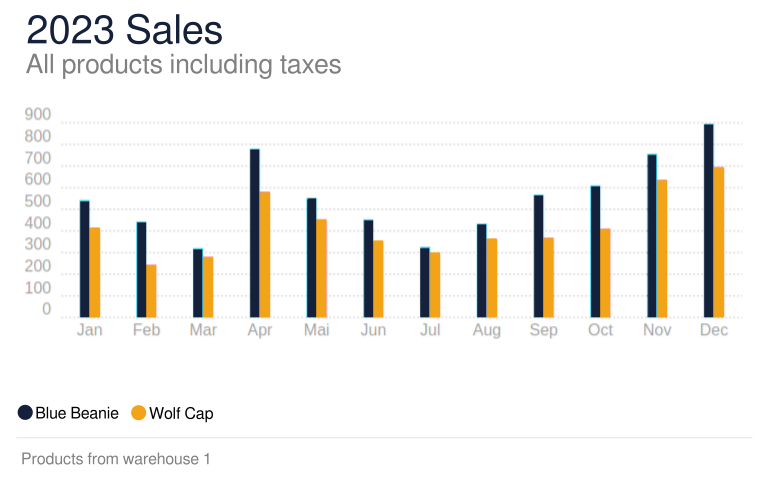 2023 Sales
All products including taxes
900
800
700
600
500
400
300
200
100
0
Jan Feb Mar Apr Mai Jun Jul Aug Sep Oct Nov Dec
Blue Beanie Wolf Cap
Products from warehouse 1